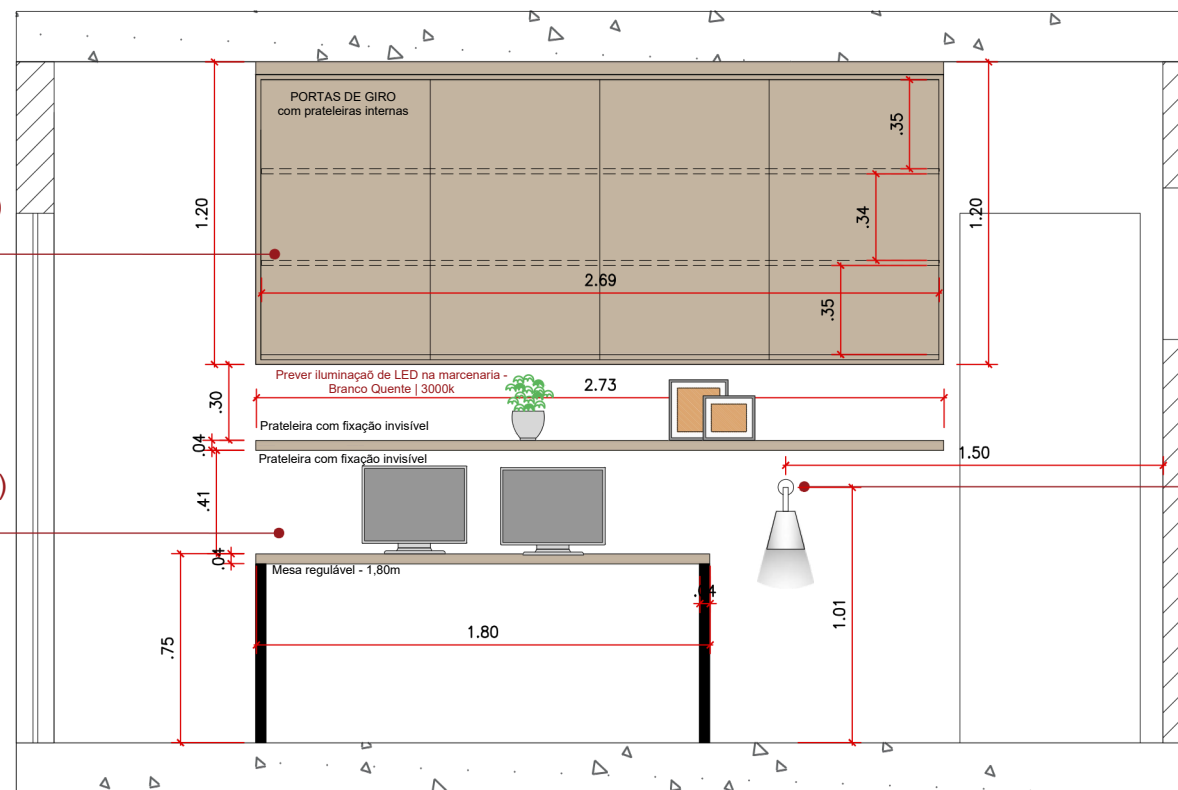 PORTAS DE GIRO
com prateleiras internas
.35
1.20
.34
1.20
)
2.69
.35
Prever iluminaçaõ de LED na marcenaria -
Branco Quente | 3000k
2.73
.30
Prateleira com fixação invisível
.04
Prateleira com fixação invisível
1.50
)
.41
.04
Mesa regulável - 1,80m
.04
1.01
1.80
.75